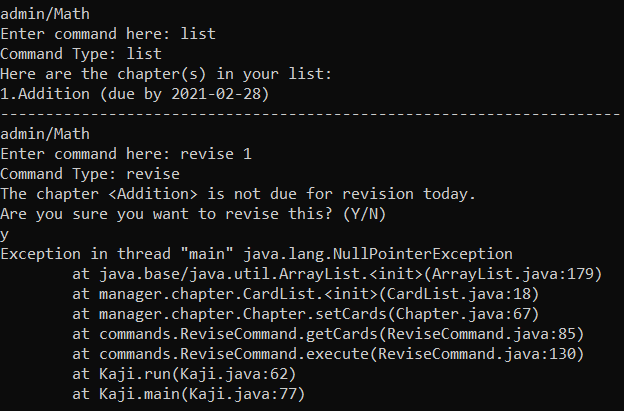 admin/Math
Enter command here: list
Command Type: list
Here are the chapter(s) in your list:
1.Addition (due by 2021-02-28)
---------------------------------------------------------------------
admin/Math
Enter command here: revise 1
Command Type: revise
The chapter <Addition> is not due for revision today.
Are you sure you want to revise this? (Y/N)
y
Exception in thread "main" java.lang.NullPointerException
        at java.base/java.util.ArrayList.<init>(ArrayList.java:179)
        at manager.chapter.CardList.<init>(CardList.java:18)
        at manager.chapter.Chapter.setCards(Chapter.java:67)
        at commands.ReviseCommand.getCards(ReviseCommand.java:85)
        at commands.ReviseCommand.execute(ReviseCommand.java:130)
        at Kaji.run(Kaji.java:62)
        at Kaji.main(Kaji.java:77)